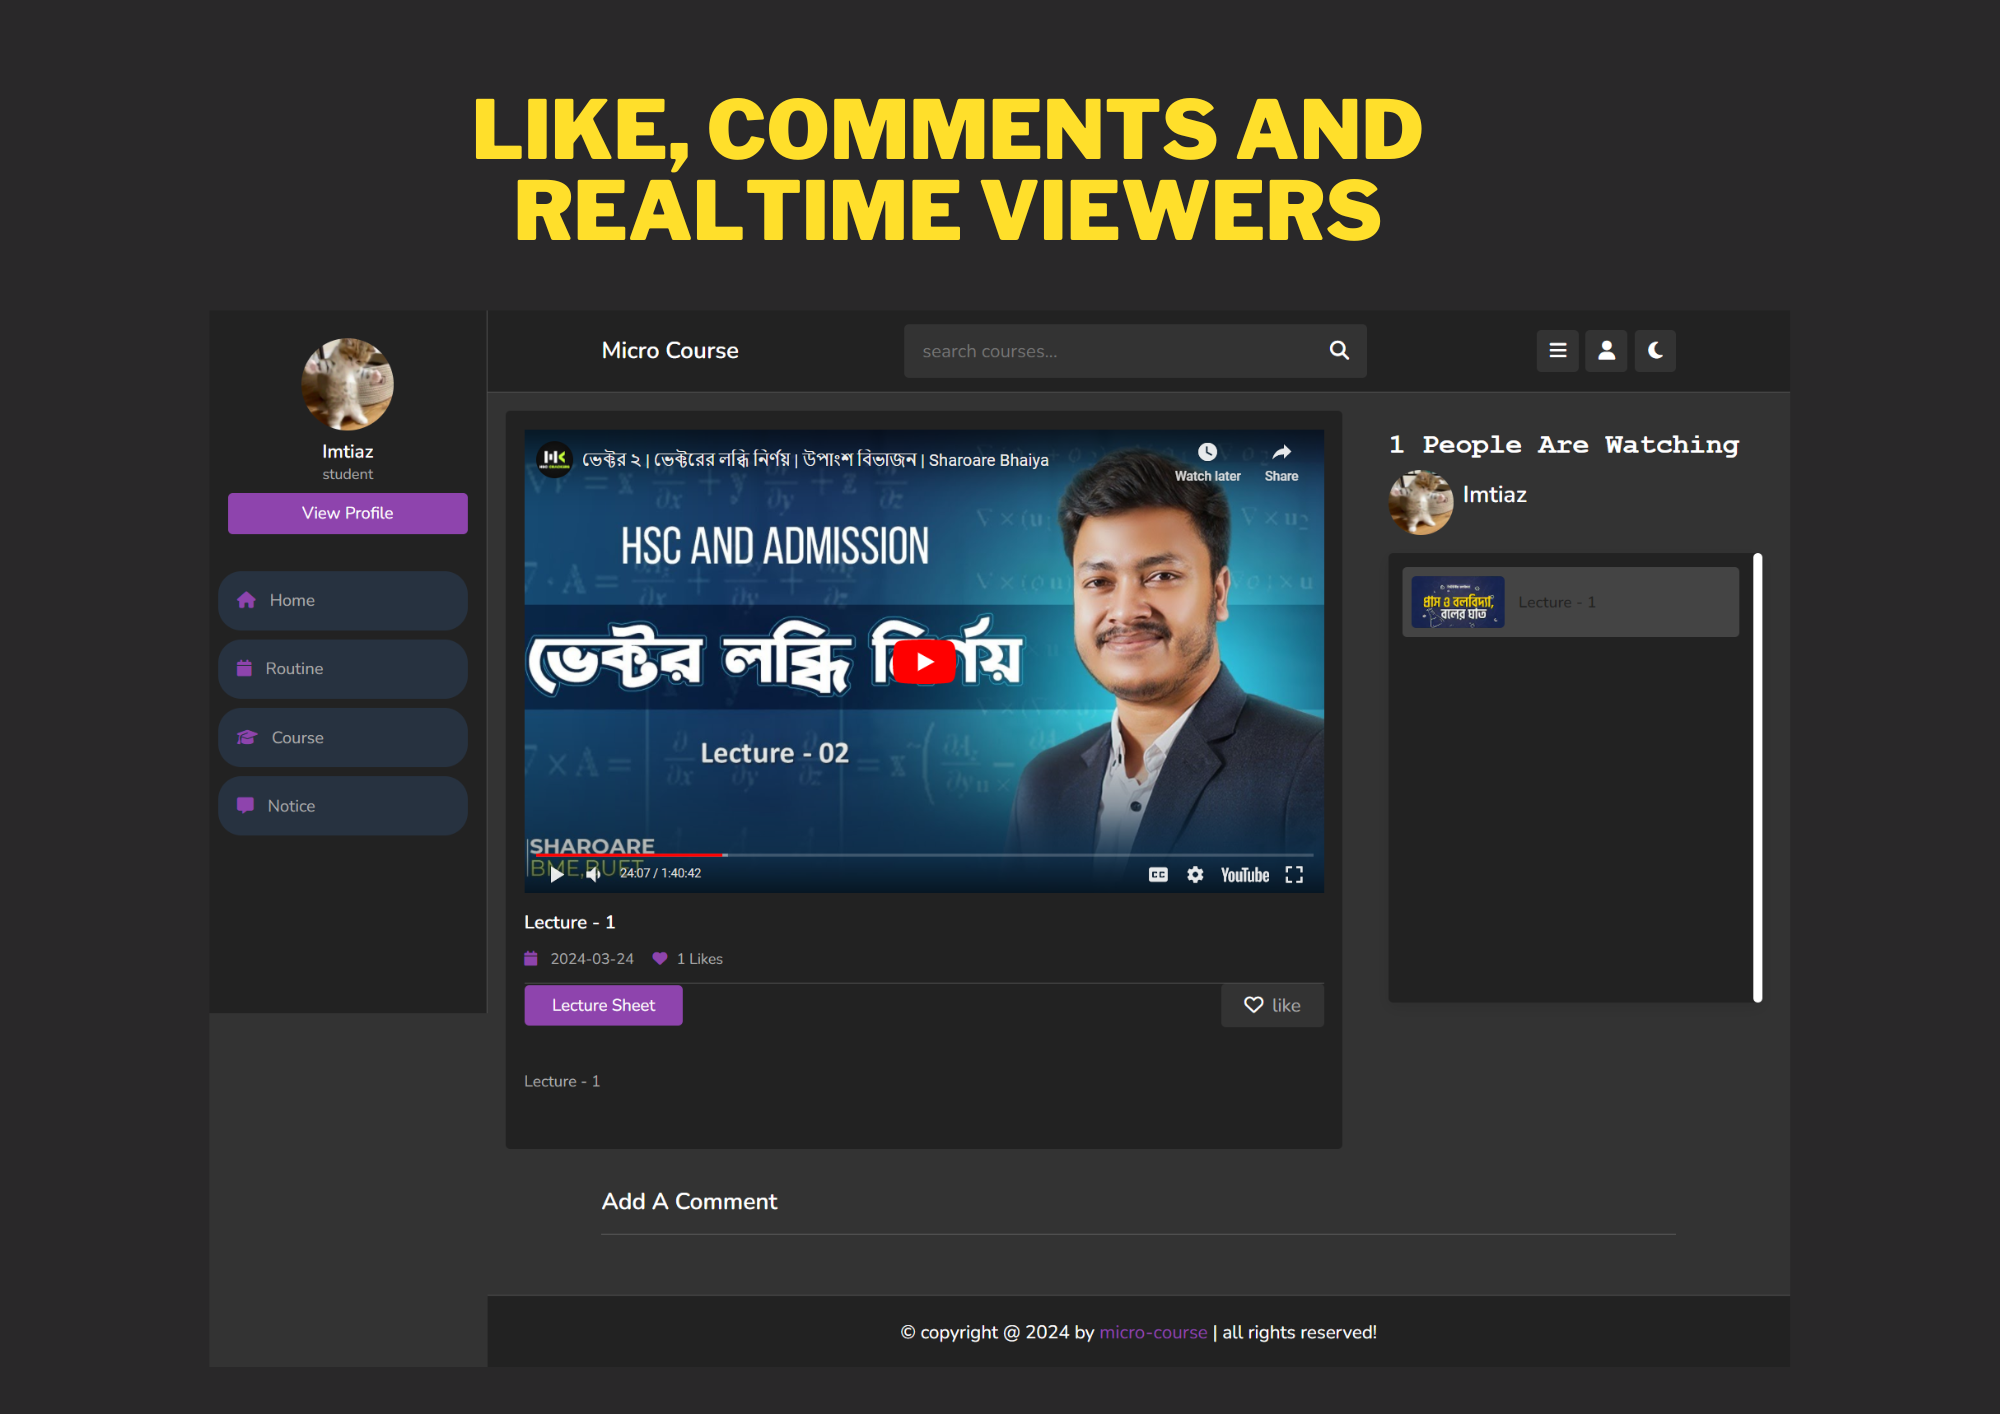 LIKE, COMMENTS AND
REALTIME VIEWERS
Imtiaz
student
View Profile
Home
Routine
Course
Notice
Micro Course
search courses...
ভেক্টর ২ | ভেক্টরের লব্ধি নির্ণয় | উপাংশ বিভাজন | Sharoare Bhaiya
Watch later
Share
HSC AND ADMISSION
ভেক্টর লব্ধি নির্ণয়
Lecture - 02
SHAROARE
BME, BUET
24:07 / 1:40:42
CC
YouTube
Lecture - 1
2024-03-24
1 Likes
Lecture Sheet
like
Lecture - 1
1 People Are Watching
Imtiaz
বলের ঘাত
Lecture - 1
Add A Comment
© copyright @ 2024 by micro-course | all rights reserved!